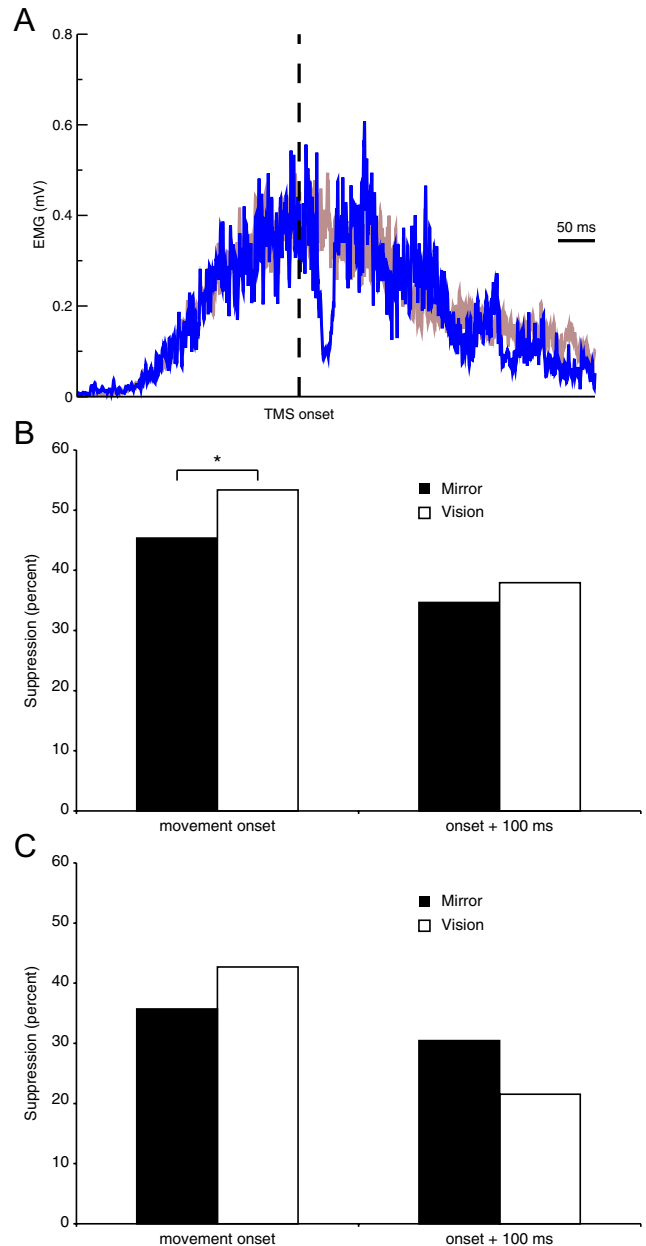 A
0.8
0.6
0.4
0.2
0
EMG (mV)
50 ms
TMS onset
B
60
50
40
30
20
10
0
Suppression (percent)
*
Mirror
Vision
movement onset
onset + 100 ms
C
60
50
40
30
20
10
0
Suppression (percent)
Mirror
Vision
movement onset
onset + 100 ms